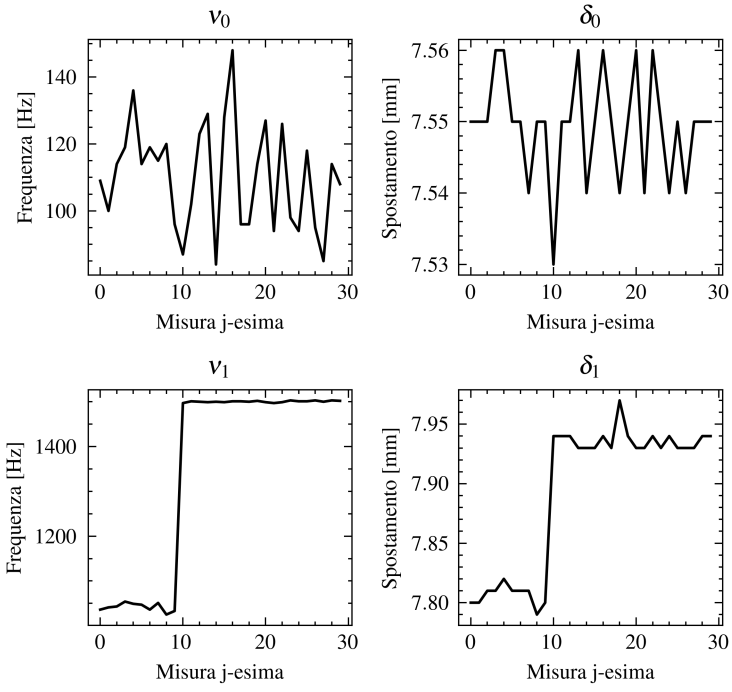 ν₀
Frequenza [Hz]
140
120
100
0 10 20 30
Misura j-esima
δ₀
Spostamento [mm]
7.56
7.55
7.54
7.53
0 10 20 30
Misura j-esima
ν₁
Frequenza [Hz]
1400
1200
0 10 20 30
Misura j-esima
δ₁
Spostamento [mm]
7.95
7.90
7.85
7.80
0 10 20 30
Misura j-esima